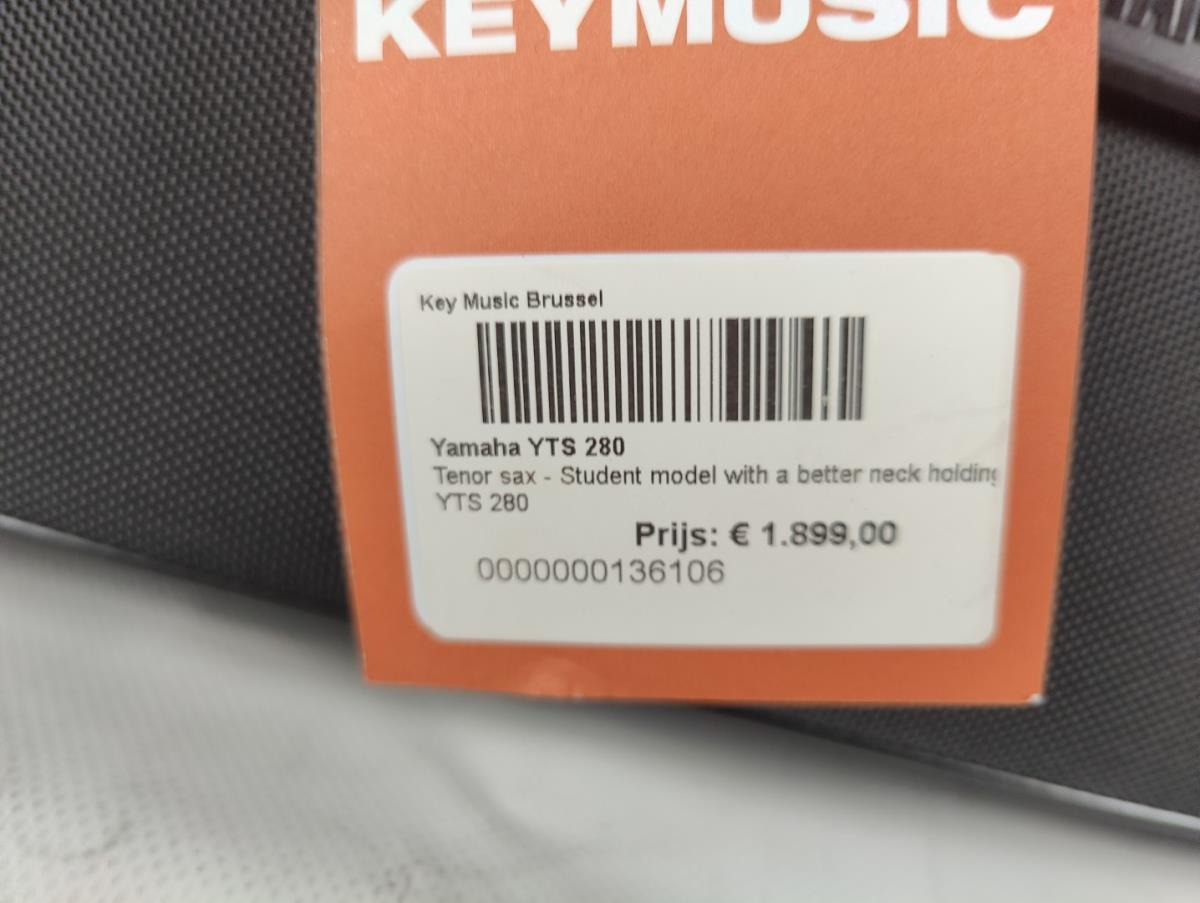 KEYMUSIC
Key Music Brussel
Yamaha YTS 280
Tenor sax - Student model with a better neck holding
YTS 280
Prijs: € 1.899,00
0000000136106